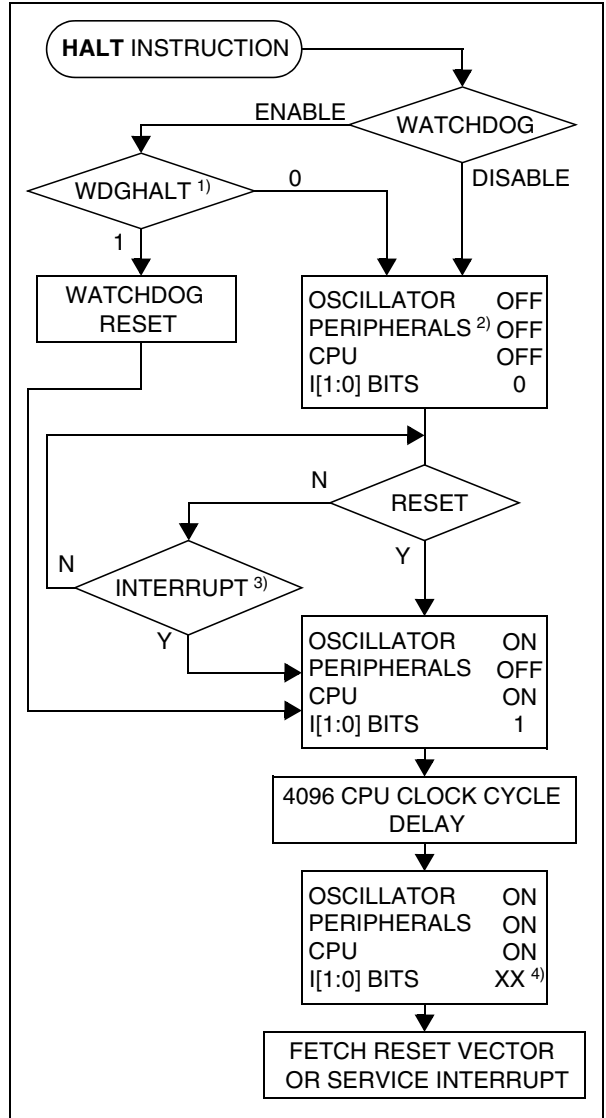 HALT INSTRUCTION
ENABLE
WATCHDOG
WDGHALT 1)
0
DISABLE
1
WATCHDOG
RESET
OSCILLATOR OFF
PERIPHERALS 2) OFF
CPU OFF
I[1:0] BITS 0
N
RESET
N
INTERRUPT 3)
Y
Y
OSCILLATOR ON
PERIPHERALS OFF
CPU ON
I[1:0] BITS 1
4096 CPU CLOCK CYCLE
DELAY
OSCILLATOR ON
PERIPHERALS ON
CPU ON
I[1:0] BITS XX 4)
FETCH RESET VECTOR
OR SERVICE INTERRUPT